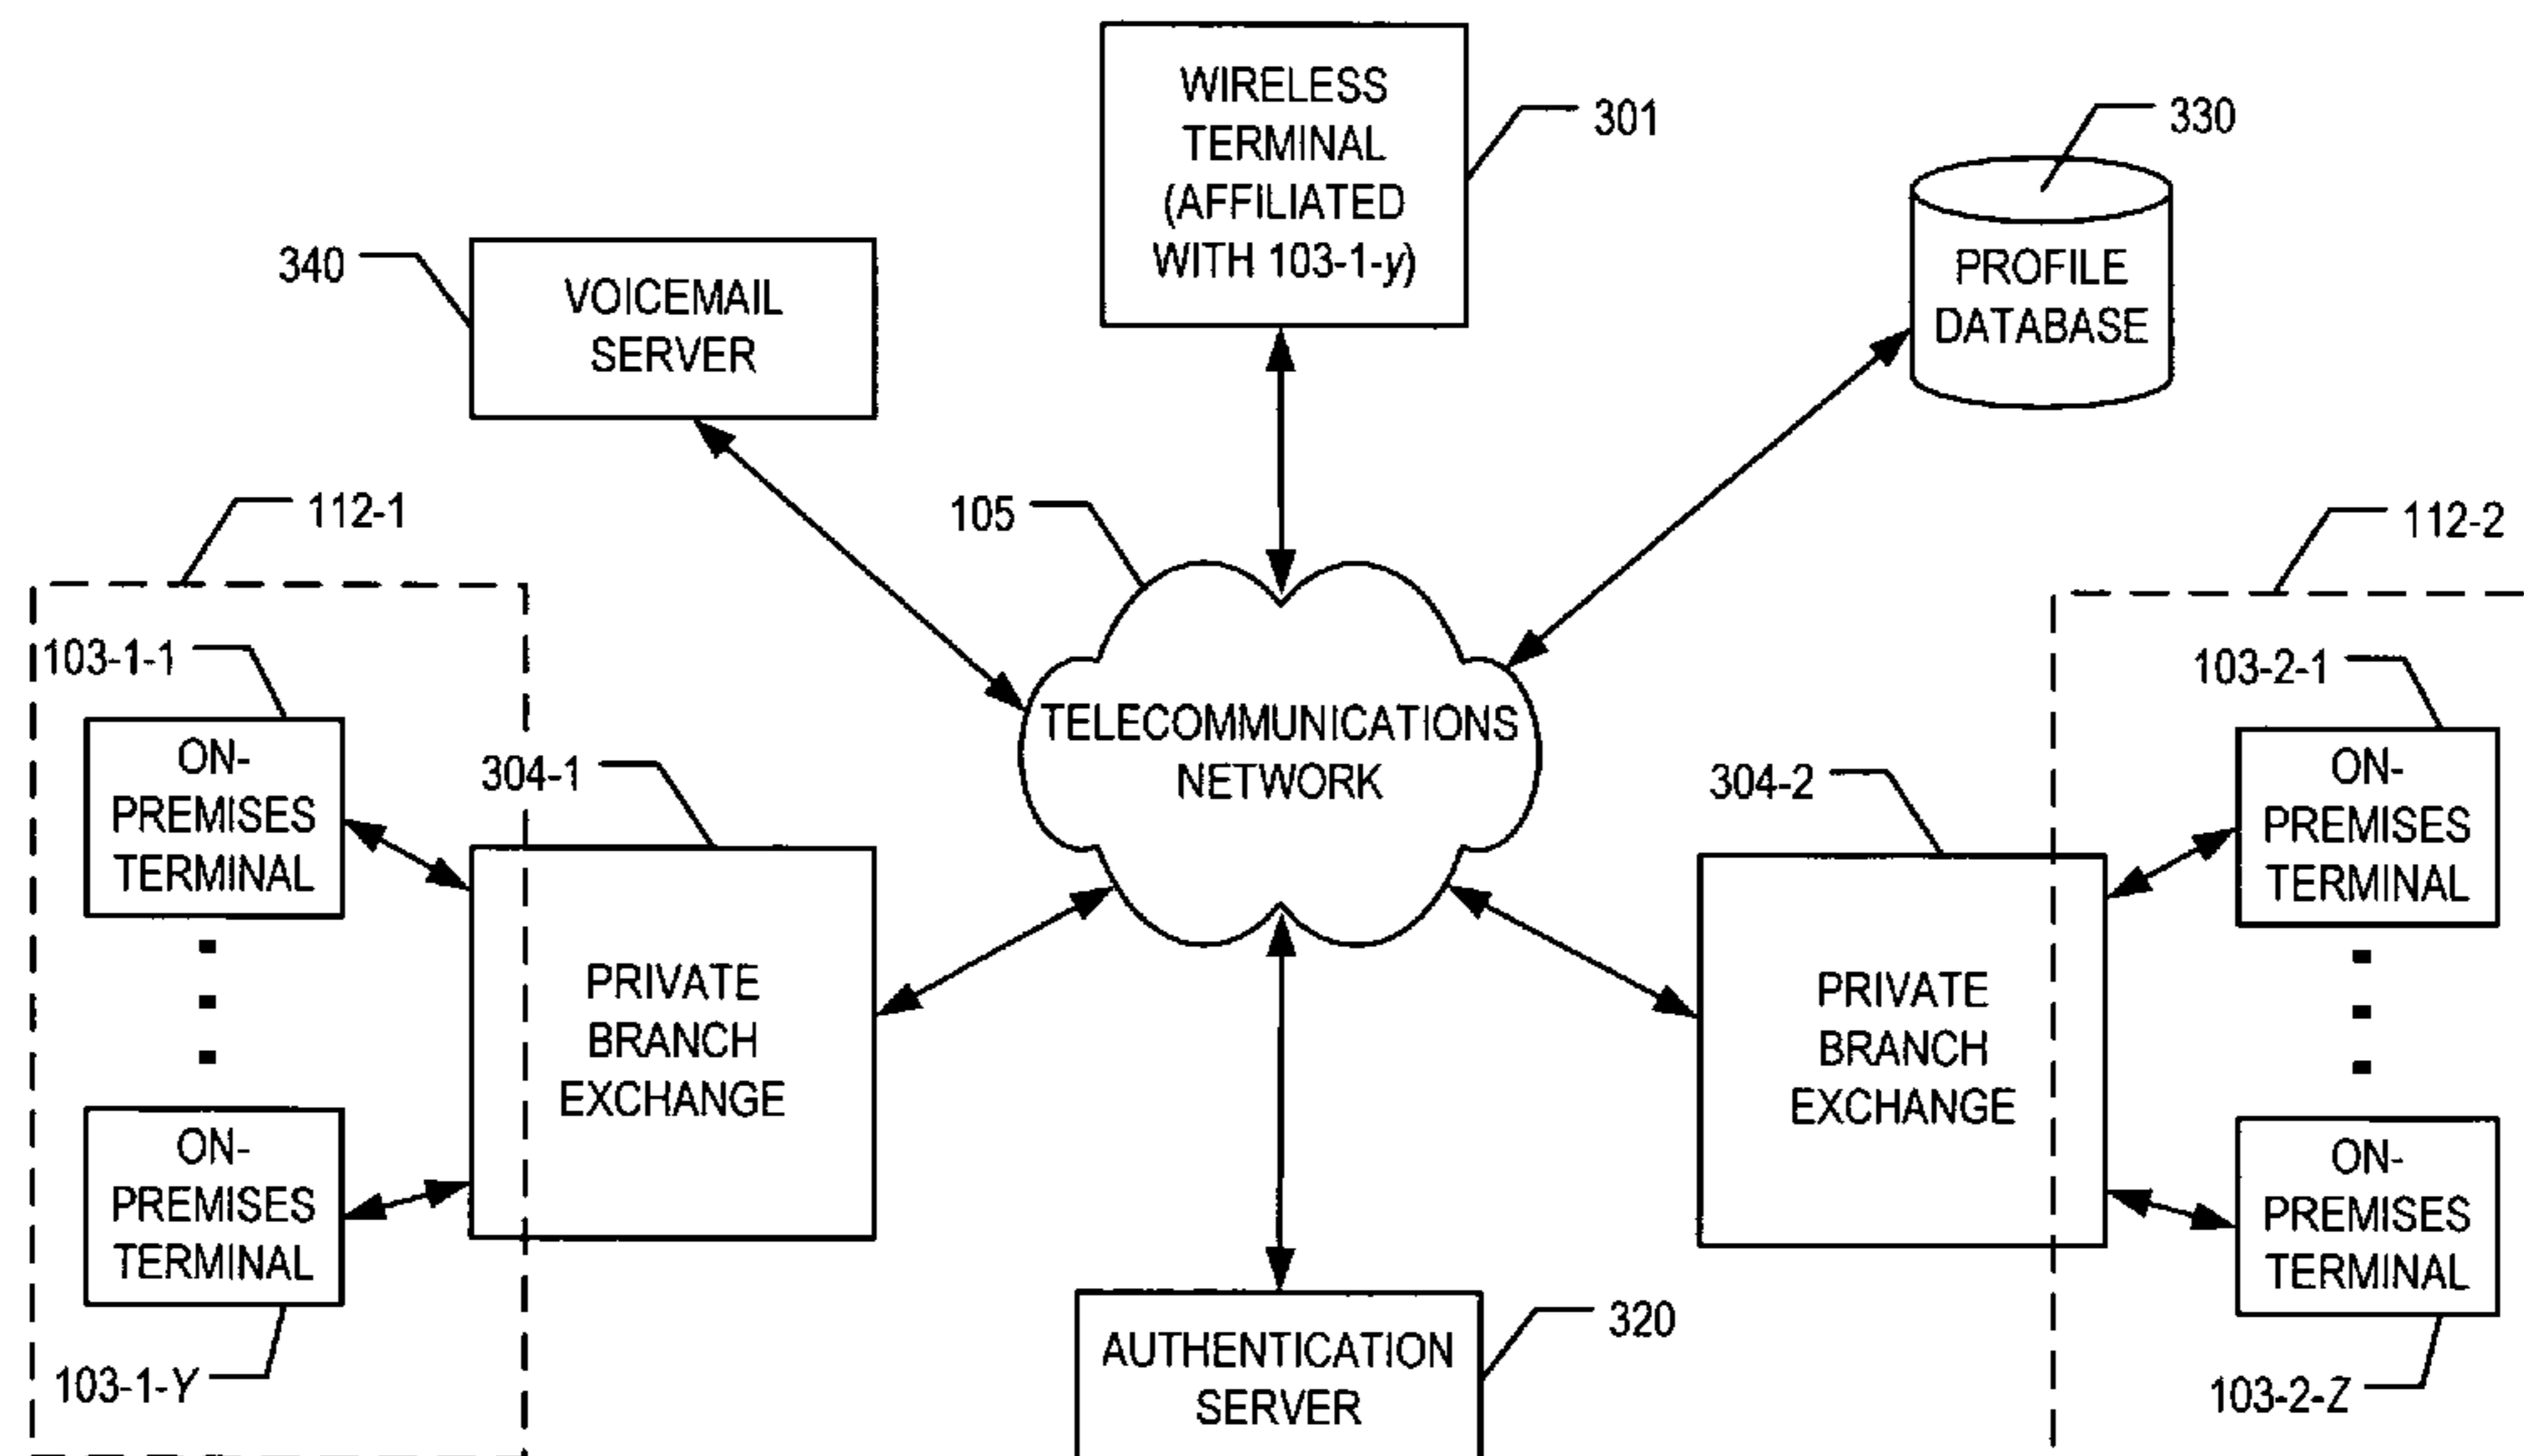 WIRELESS
TERMINAL
(AFFILIATED
WITH 103-1-y)
301
330
PROFILE
DATABASE
340
VOICEMAIL
SERVER
112-1
105
112-2
103-1-1
ON-
PREMISES
TERMINAL
304-1
TELECOMMUNICATIONS
NETWORK
304-2
103-2-1
ON-
PREMISES
TERMINAL
PRIVATE
BRANCH
EXCHANGE
PRIVATE
BRANCH
EXCHANGE
ON-
PREMISES
TERMINAL
103-1-Y
ON-
PREMISES
TERMINAL
103-2-Z
AUTHENTICATION
SERVER
320